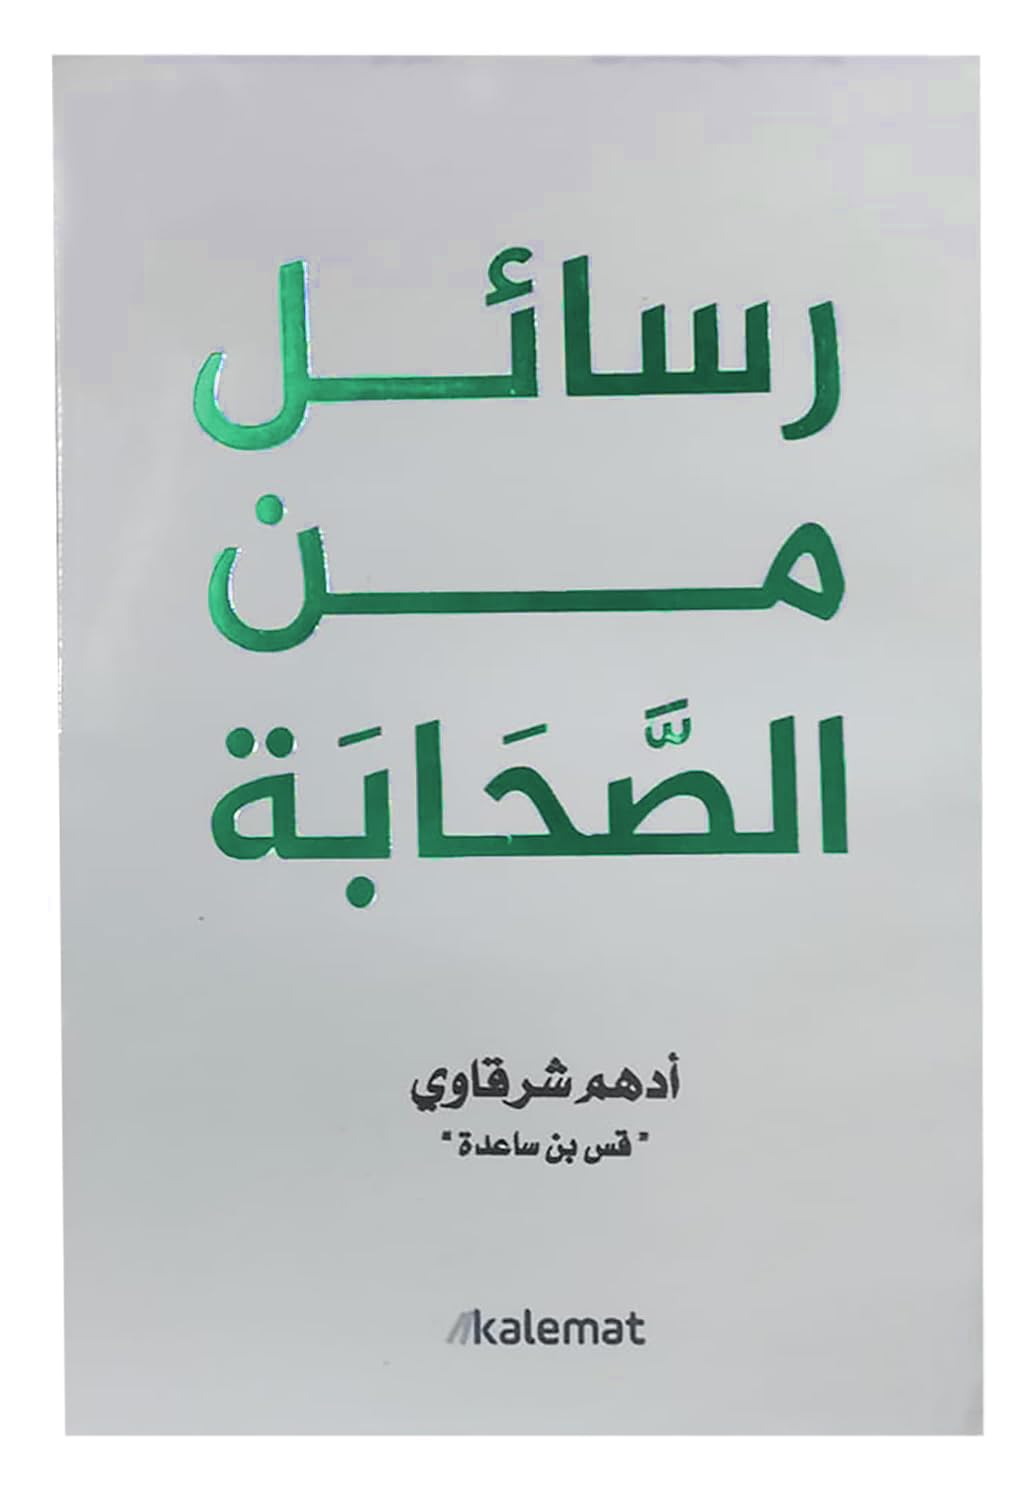 رسائل
من
الصَّحَابَة
أدهم شرقاوي
" قس بن ساعدة "
kalemat